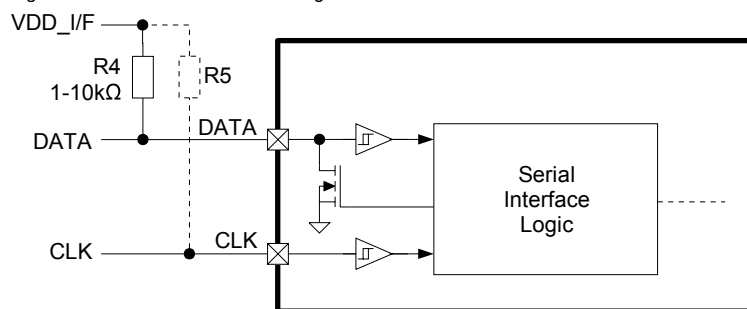 VDD_I/F
R4
1-10kΩ
R5
DATA
DATA
CLK
CLK
Serial
Interface
Logic